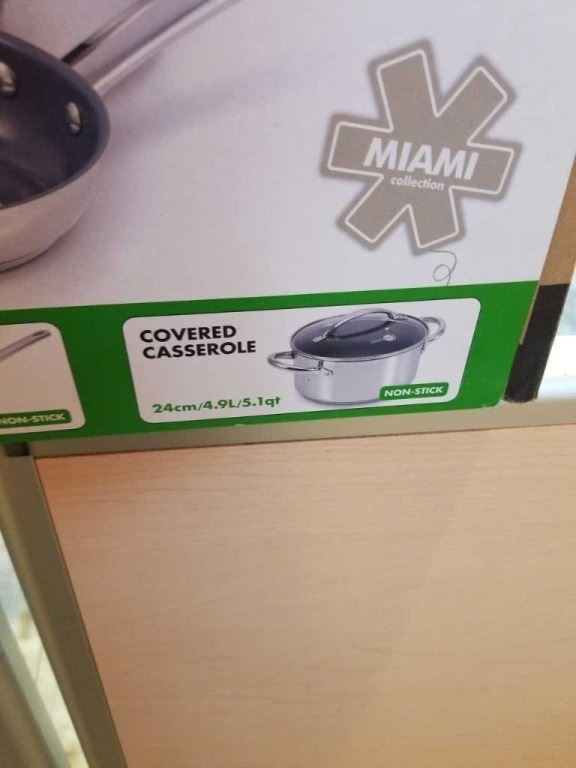 MIAMI
collection
COVERED
CASSEROLE
24cm/4.9L/5.1qt
NON-STICK
NON-STICK